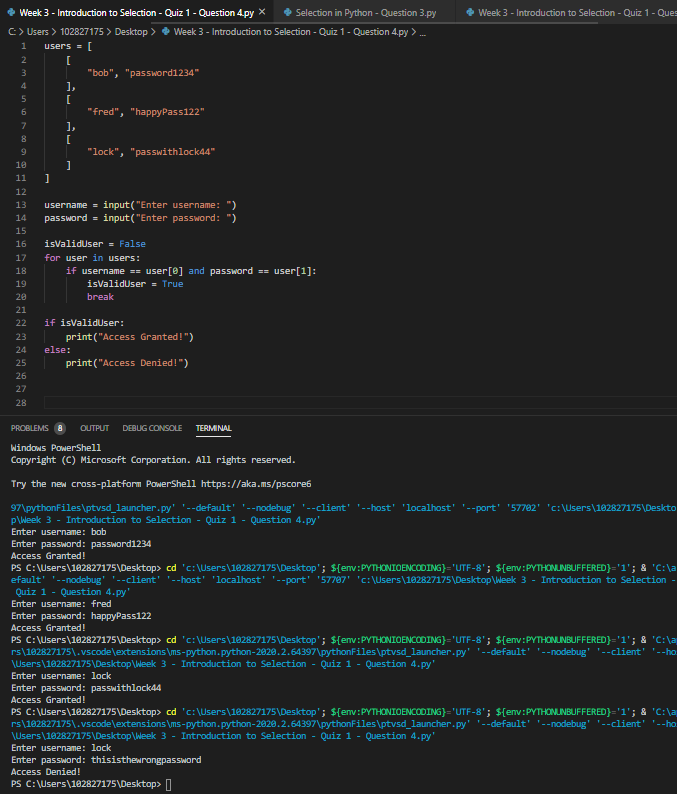 Week 3 - Introduction to Selection - Quiz 1 - Question 4.py × Selection in Python - Question 3.py Week 3 - Introduction to Selection - Quiz 1 - Ques
C: > Users > 102827175 > Desktop > Week 3 - Introduction to Selection - Quiz 1 - Question 4.py > ...
1 users = [
2 [
3 "bob", "password1234"
4 ],
5 [
6 "fred", "happyPass122"
7 ],
8 [
9 "lock", "passwithlock44"
10 ]
11 ]
12
13 username = input("Enter username: ")
14 password = input("Enter password: ")
15
16 isValidUser = False
17 for user in users:
18 if username == user[0] and password == user[1]:
19 isValidUser = True
20 break
21
22 if isValidUser:
23 print("Access Granted!")
24 else:
25 print("Access Denied!")
26
27
28
PROBLEMS 8 OUTPUT DEBUG CONSOLE TERMINAL
Windows PowerShell
Copyright (C) Microsoft Corporation. All rights reserved.
Try the new cross-platform PowerShell https://aka.ms/pscore6
97\pythonFiles\ptvsd_launcher.py' '--default' '--nodebug' '--client' '--host' 'localhost' '--port' '57702' 'c:\Users\102827175\Deskto
p\Week 3 - Introduction to Selection - Quiz 1 - Question 4.py'
Enter username: bob
Enter password: password1234
Access Granted!
PS C:\Users\102827175\Desktop> cd 'c:\Users\102827175\Desktop'; ${env:PYTHONIOENCODING}='UTF-8'; ${env:PYTHONUNBUFFERED}='1'; & 'C:\a
efault' '--nodebug' '--client' '--host' 'localhost' '--port' '57707' 'c:\Users\102827175\Desktop\Week 3 - Introduction to Selection -
Quiz 1 - Question 4.py'
Enter username: fred
Enter password: happyPass122
Access Granted!
PS C:\Users\102827175\Desktop> cd 'c:\Users\102827175\Desktop'; ${env:PYTHONIOENCODING}='UTF-8'; ${env:PYTHONUNBUFFERED}='1'; & 'C:\a
rs\102827175\.vscode\extensions\ms-python.python-2020.2.64397\pythonFiles\ptvsd_launcher.py' '--default' '--nodebug' '--client' '--ho
\Users\102827175\Desktop\Week 3 - Introduction to Selection - Quiz 1 - Question 4.py'
Enter username: lock
Enter password: passwithlock44
Access Granted!
PS C:\Users\102827175\Desktop> cd 'c:\Users\102827175\Desktop'; ${env:PYTHONIOENCODING}='UTF-8'; ${env:PYTHONUNBUFFERED}='1'; & 'C:\a
rs\102827175\.vscode\extensions\ms-python.python-2020.2.64397\pythonFiles\ptvsd_launcher.py' '--default' '--nodebug' '--client' '--ho
\Users\102827175\Desktop\Week 3 - Introduction to Selection - Quiz 1 - Question 4.py'
Enter username: lock
Enter password: thisisthewrongpassword
Access Denied!
PS C:\Users\102827175\Desktop>